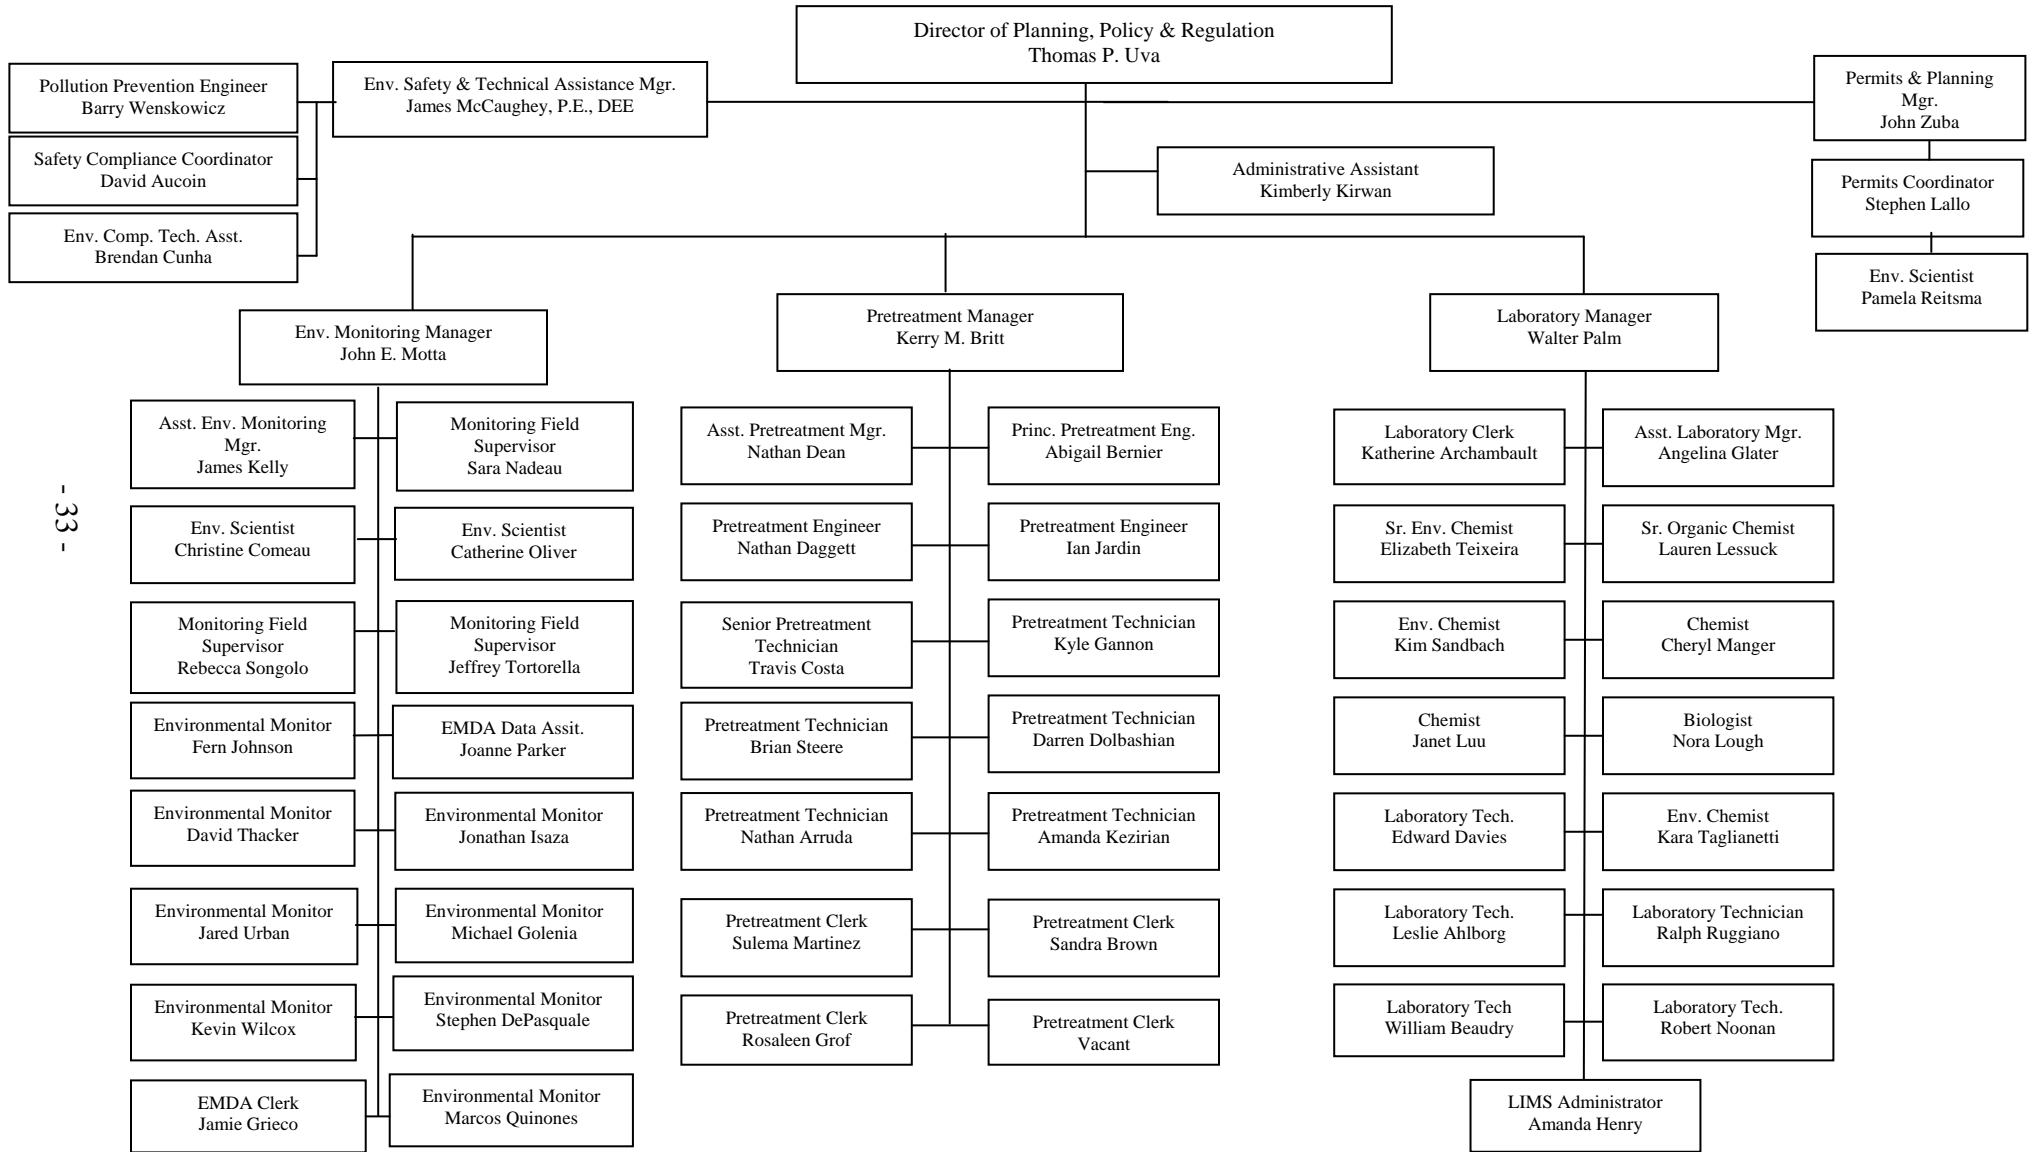 Director of Planning, Policy & Regulation
Thomas P. Uva
Pollution Prevention Engineer
Barry Wenskowicz
Env. Safety & Technical Assistance Mgr.
James McCaughey, P.E., DEE
Permits & Planning
Mgr.
John Zuba
Safety Compliance Coordinator
David Aucoin
Administrative Assistant
Kimberly Kirwan
Permits Coordinator
Stephen Lallo
Env. Comp. Tech. Asst.
Brendan Cunha
Env. Scientist
Pamela Reitsma
Env. Monitoring Manager
John E. Motta
Pretreatment Manager
Kerry M. Britt
Laboratory Manager
Walter Palm
Asst. Env. Monitoring
Mgr.
James Kelly
Monitoring Field
Supervisor
Sara Nadeau
Env. Scientist
Christine Comeau
Env. Scientist
Catherine Oliver
Monitoring Field
Supervisor
Rebecca Songolo
Monitoring Field
Supervisor
Jeffrey Tortorella
Environmental Monitor
Fern Johnson
EMDA Data Assit.
Joanne Parker
Environmental Monitor
David Thacker
Environmental Monitor
Jonathan Isaza
Environmental Monitor
Jared Urban
Environmental Monitor
Michael Golenia
Environmental Monitor
Kevin Wilcox
Environmental Monitor
Stephen DePasquale
EMDA Clerk
Jamie Grieco
Environmental Monitor
Marcos Quinones
Asst. Pretreatment Mgr.
Nathan Dean
Princ. Pretreatment Eng.
Abigail Bernier
Pretreatment Engineer
Nathan Daggett
Pretreatment Engineer
Ian Jardin
Senior Pretreatment
Technician
Travis Costa
Pretreatment Technician
Kyle Gannon
Pretreatment Technician
Brian Steere
Pretreatment Technician
Darren Dolbashian
Pretreatment Technician
Nathan Arruda
Pretreatment Technician
Amanda Kezirian
Pretreatment Clerk
Sulema Martinez
Pretreatment Clerk
Sandra Brown
Pretreatment Clerk
Rosaleen Grof
Pretreatment Clerk
Vacant
Laboratory Clerk
Katherine Archambault
Asst. Laboratory Mgr.
Angelina Glater
Sr. Env. Chemist
Elizabeth Teixeira
Sr. Organic Chemist
Lauren Lessuck
Env. Chemist
Kim Sandbach
Chemist
Cheryl Manger
Chemist
Janet Luu
Biologist
Nora Lough
Laboratory Tech.
Edward Davies
Env. Chemist
Kara Taglianetti
Laboratory Tech.
Leslie Ahlborg
Laboratory Technician
Ralph Ruggiano
Laboratory Tech
William Beaudry
Laboratory Tech.
Robert Noonan
LIMS Administrator
Amanda Henry
- 33 -